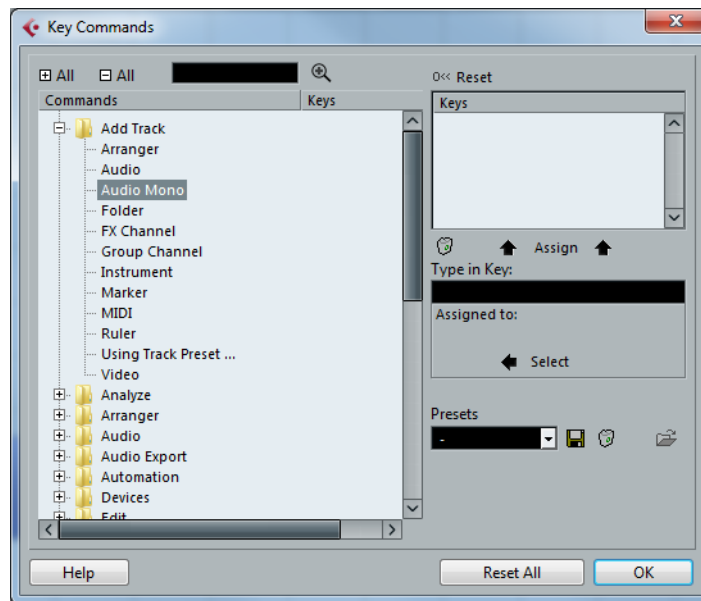 Key Commands
All All
0<< Reset
Commands Keys
Keys
Add Track
Arranger
Audio
Audio Mono
Folder
FX Channel
Group Channel
Instrument
Marker
MIDI
Ruler
Using Track Preset ...
Video
Analyze
Arranger
Audio
Audio Export
Automation
Devices
Edit
Assign
Type in Key:
Assigned to:
Select
Presets
-
Help
Reset All
OK